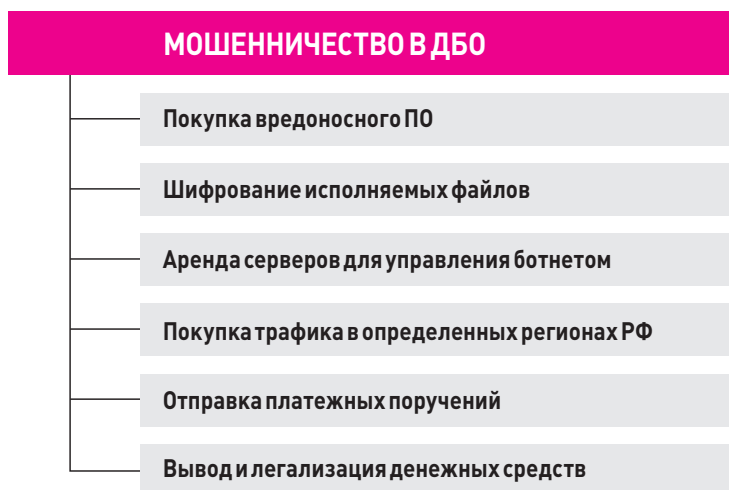 МОШЕННИЧЕСТВО В ДБО
Покупка вредоносного ПО
Шифрование исполняемых файлов
Аренда серверов для управления ботнетом
Покупка трафика в определенных регионах РФ
Отправка платежных поручений
Вывод и легализация денежных средств